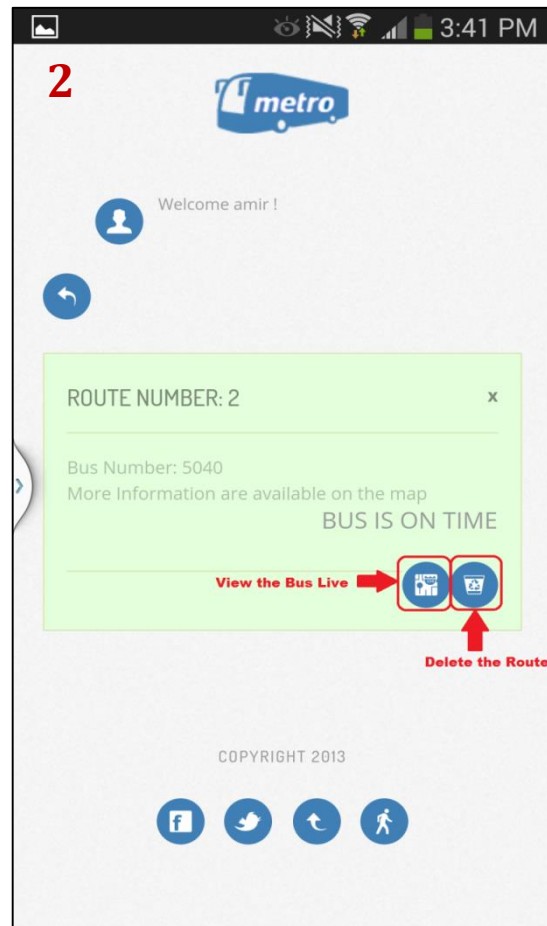 3:41 PM
2
metro
Welcome amir !
ROUTE NUMBER: 2
x
Bus Number: 5040
More Information are available on the map
BUS IS ON TIME
View the Bus Live
Delete the Route
COPYRIGHT 2013